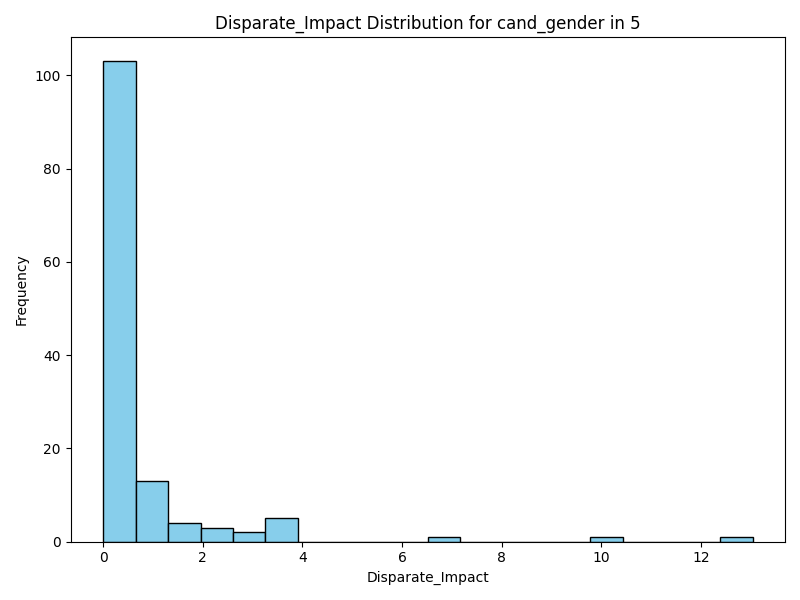 Disparate_Impact Distribution for cand_gender in 5
100
80
60
40
20
0
Frequency
0 2 4 6 8 10 12
Disparate_Impact